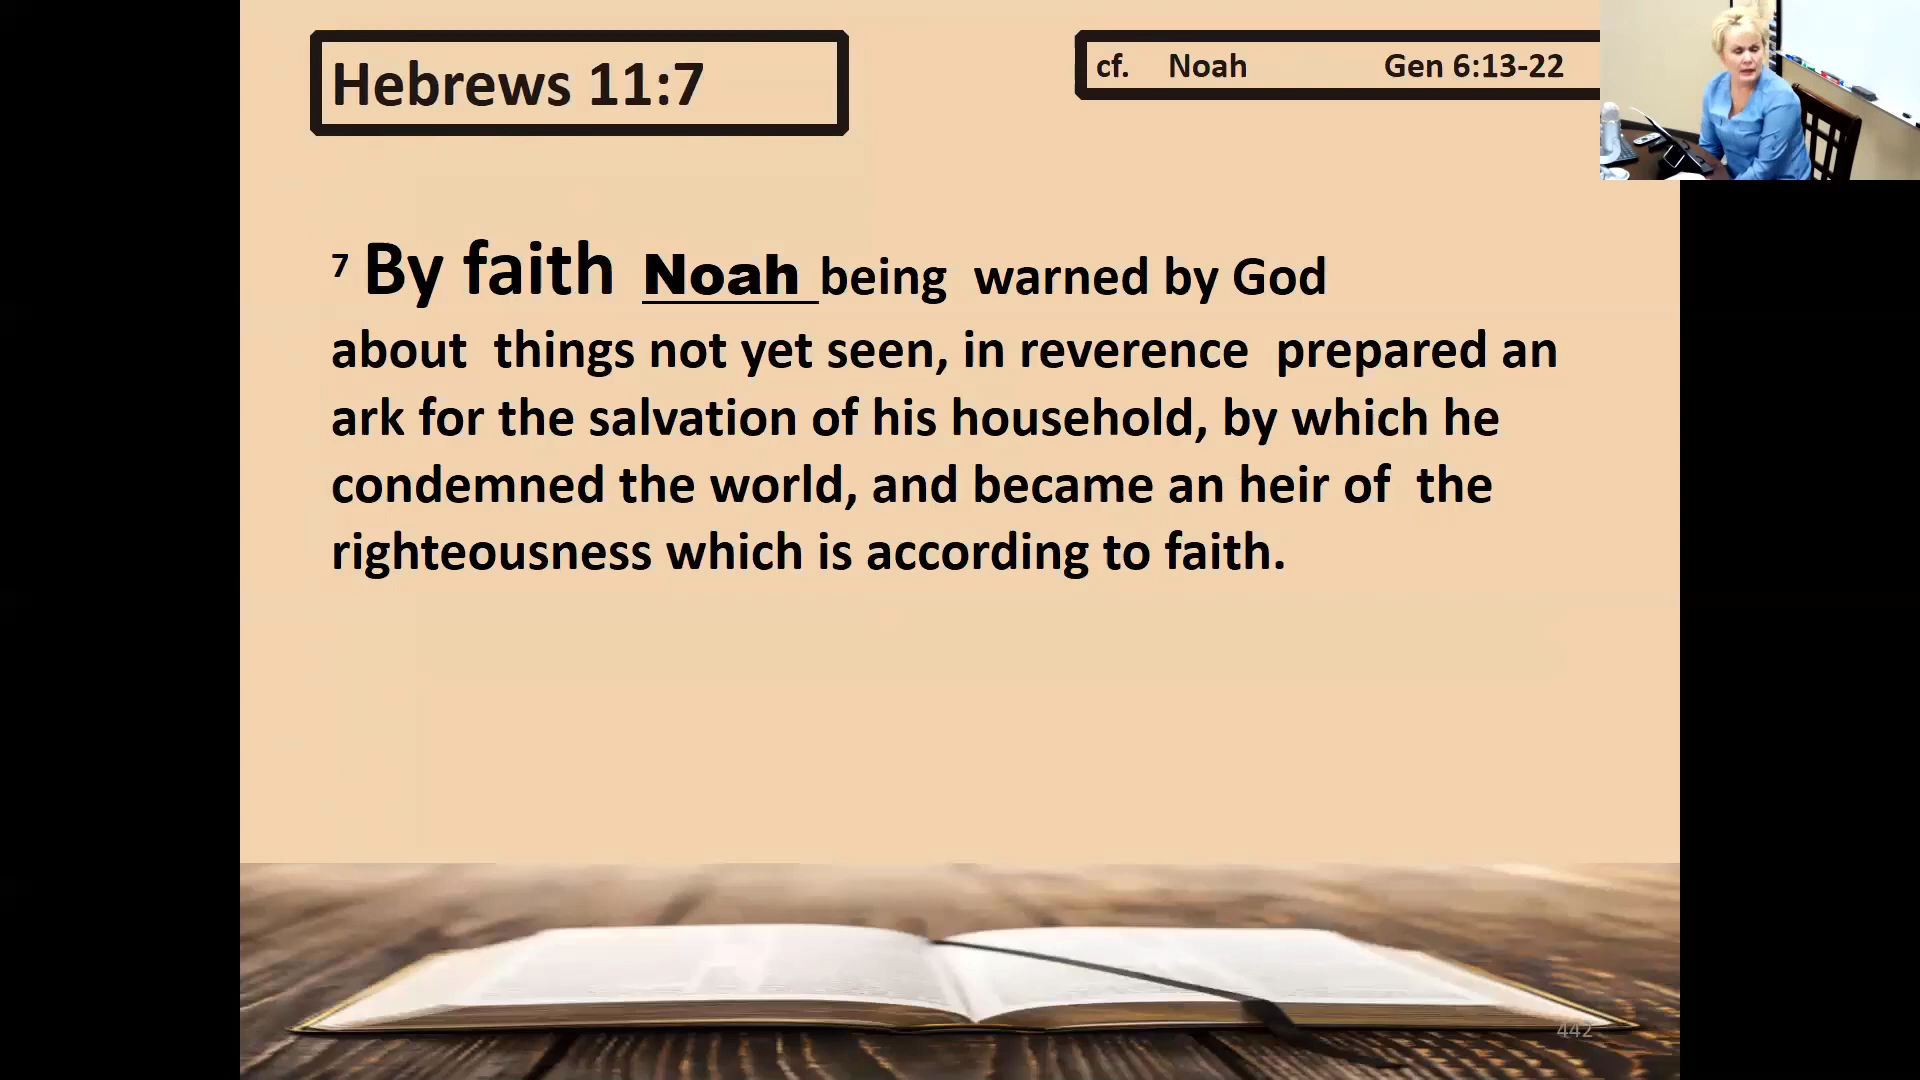 Hebrews 11:7
cf. Noah Gen 6:13-22
7 By faith Noah being warned by God
about things not yet seen, in reverence prepared an
ark for the salvation of his household, by which he
condemned the world, and became an heir of the
righteousness which is according to faith.
442